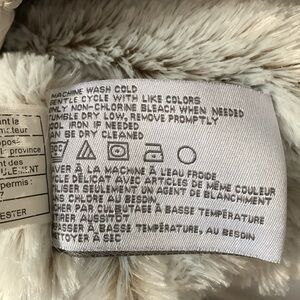 MACHINE WASH COLD
GENTLE CYCLE WITH LIKE COLORS
ONLY NON-CHLORINE BLEACH WHEN NEEDED
TUMBLE DRY LOW, REMOVE PROMPTLY
COOL IRON IF NEEDED
CAN BE DRY CLEANED
30C
LAVER À LA MACHINE À L'EAU FROIDE
CYCLE DÉLICAT AVEC ARTICLES DE MÊME COULEUR
UTILISER SEULEMENT UN AGENT DE BLANCHIMENT
SANS CHLORE AU BESOIN
SÉCHER PAR CULBUTAGE À BASSE TEMPÉRATURE
RETIRER AUSSITÔT
REPASSER À BASSE TEMPÉRATURE, AU BESOIN
NETTOYER À SEC
province
ESTER